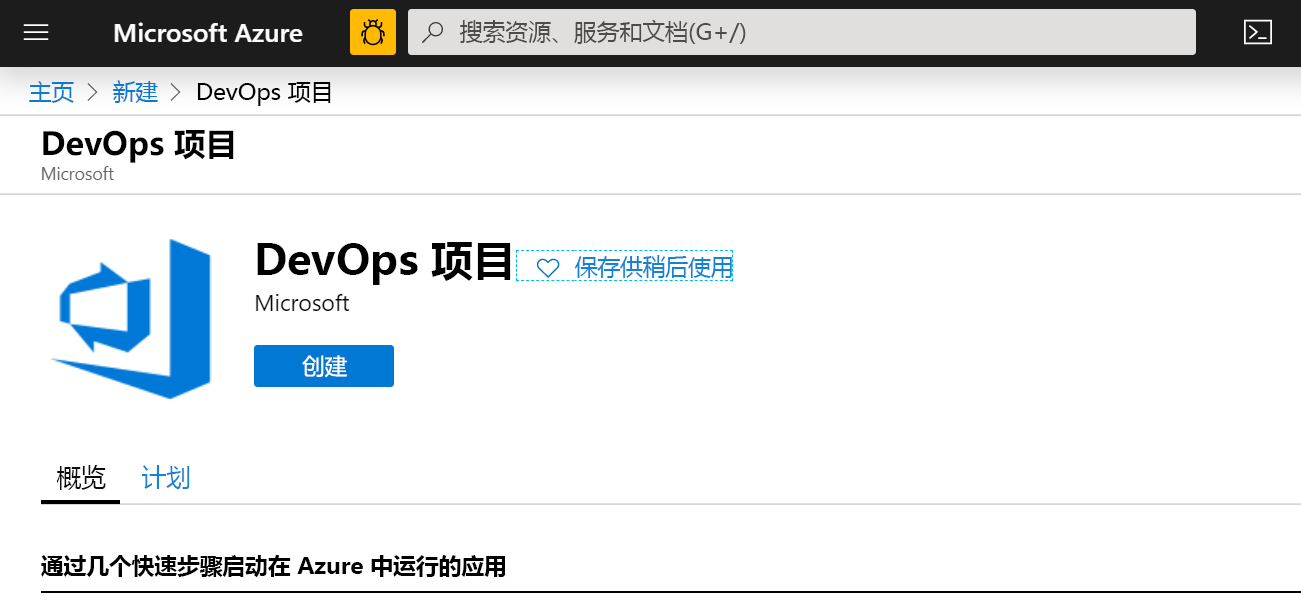 Microsoft Azure 搜索资源、服务和文档(G+/)
主页 > 新建 > DevOps 项目
DevOps 项目
Microsoft
DevOps 项目 保存供稍后使用
Microsoft
创建
概览 计划
通过几个快速步骤启动在 Azure 中运行的应用